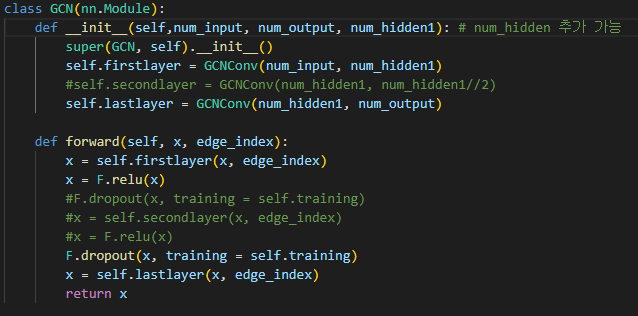 class GCN(nn.Module):
    def __init__(self,num_input, num_output, num_hidden1): # num_hidden 추가 가능
        super(GCN, self).__init__()
        self.firstlayer = GCNConv(num_input, num_hidden1)
        #self.secondlayer = GCNConv(num_hidden1, num_hidden1//2)
        self.lastlayer = GCNConv(num_hidden1, num_output)

    def forward(self, x, edge_index):
        x = self.firstlayer(x, edge_index)
        x = F.relu(x)
        #F.dropout(x, training = self.training)
        #x = self.secondlayer(x, edge_index)
        #x = F.relu(x)
        F.dropout(x, training = self.training)
        x = self.lastlayer(x, edge_index)
        return x